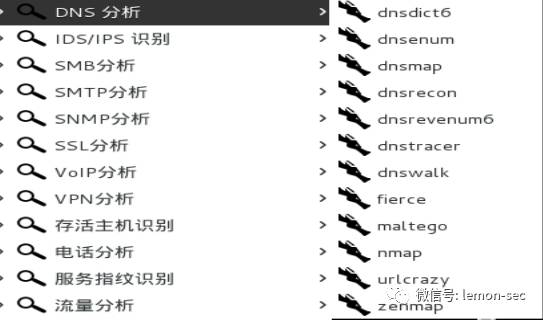 DNS 分析
IDS/IPS 识别
SMB分析
SMTP分析
SNMP分析
SSL分析
VoIP分析
VPN分析
存活主机识别
电话分析
服务指纹识别
流量分析
dnsdict6
dnsenum
dnsmap
dnsrecon
dnsrevenum6
dnstracer
dnswalk
fierce
maltego
nmap
urlcrazy
zenmap
微信号: lemon-sec